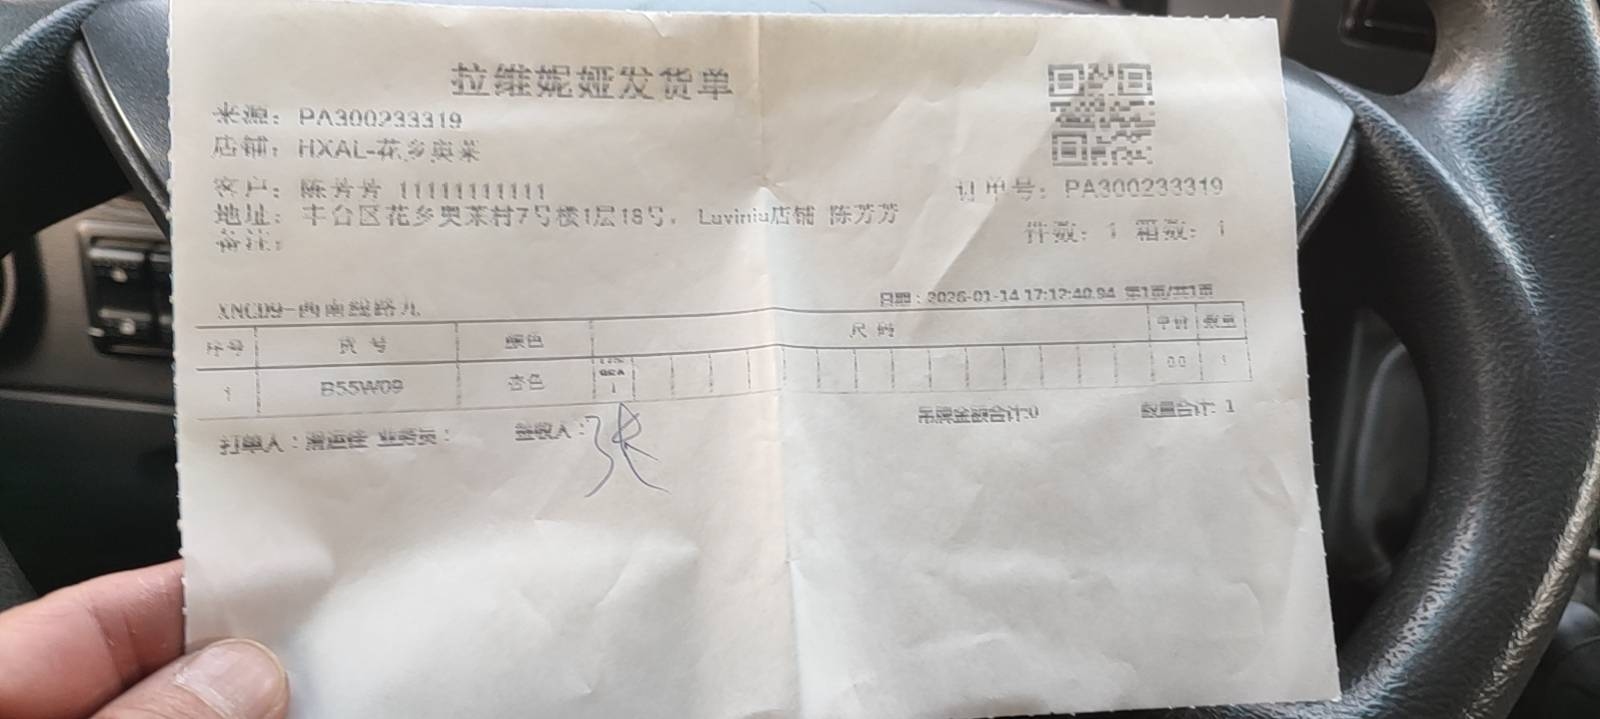 拉维妮娅发货单
来源: PA300233319
店铺: HXAL-花乡奥莱
客户: 陈芳芳 11111111111
订单号: PA300233319
地址: 丰台区花乡奥莱村7号楼1层18号, Lavinia店铺 陈芳芳
备注:
件数: 1 箱数: 1
XNC09-西南线路九
日期: 2026-01-14 17:12:40.94 第1页/共1页
序号 货号 颜色 尺码 单价 数量
1 B55W09 杏色 1 00 1
吊牌金额合计:0 数量合计: 1
打单人: 业务员: 签收人: 张